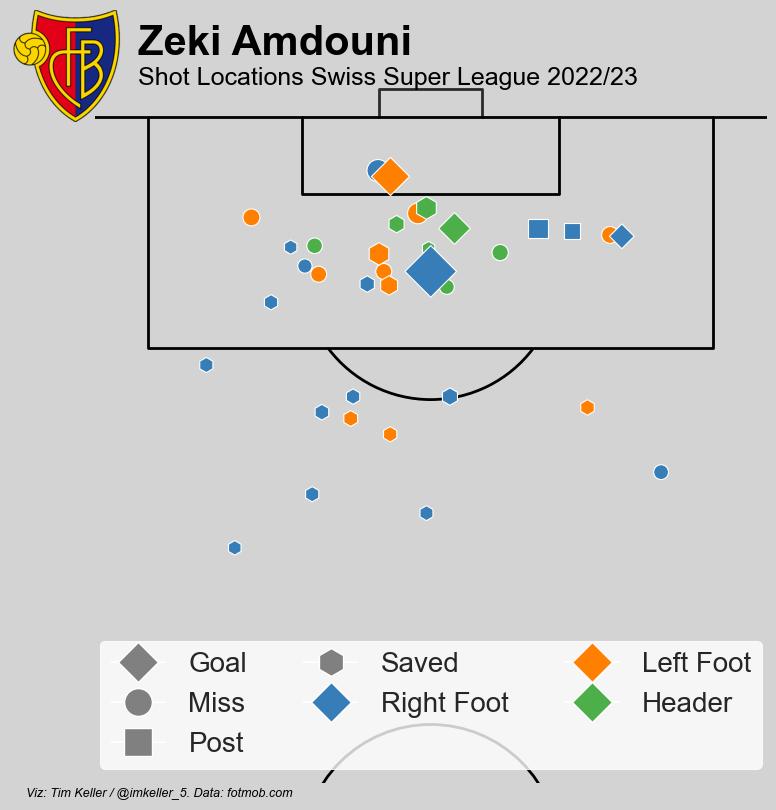 Zeki Amdouni
Shot Locations Swiss Super League 2022/23
FCB
Goal
Saved
Left Foot
Miss
Right Foot
Header
Post
Viz: Tim Keller / @imkeller_5. Data: fotmob.com